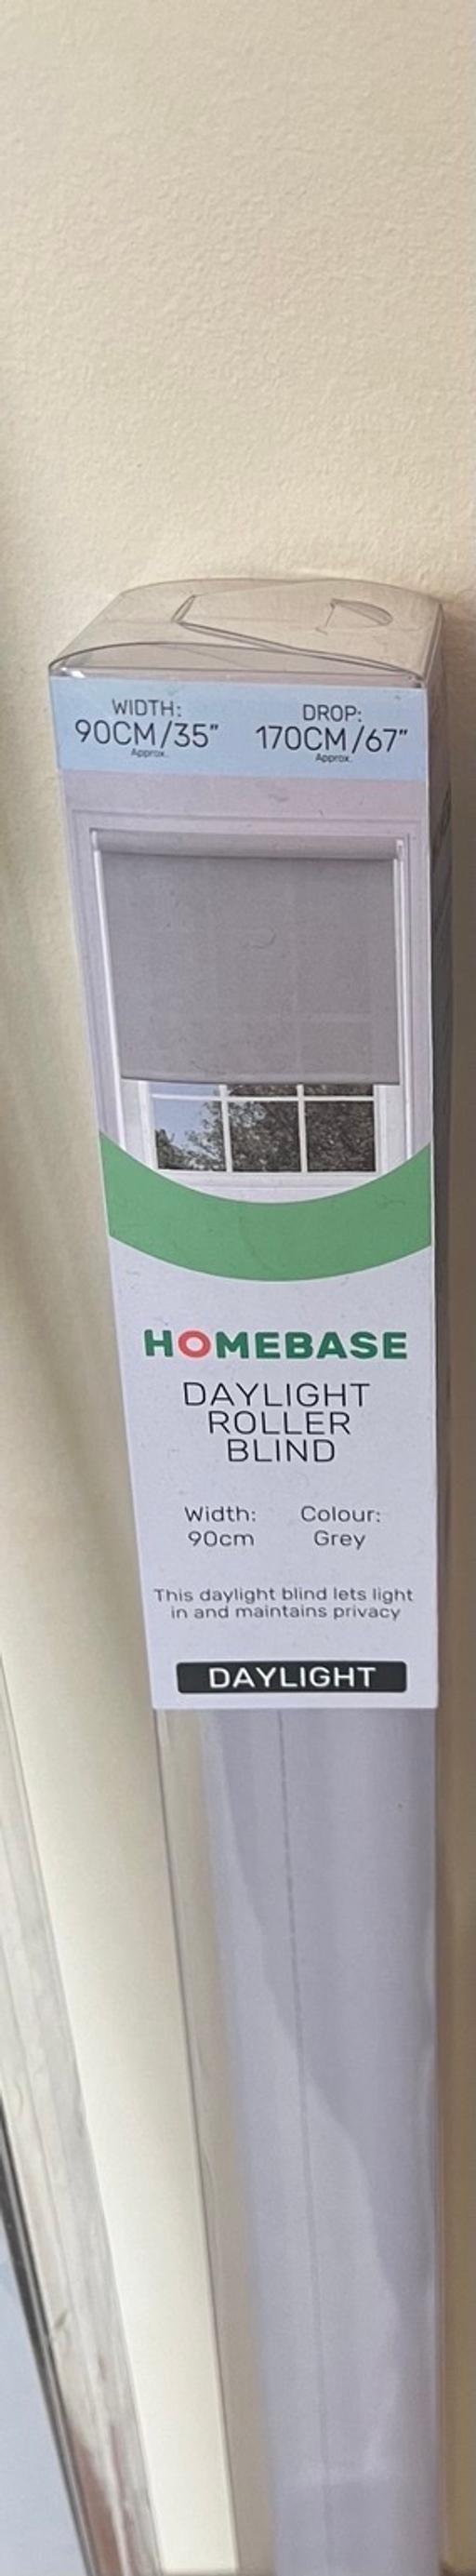 WIDTH:
90CM/35”
Approx.
DROP:
170CM/67”
Approx.
HOMEBASE
DAYLIGHT
ROLLER
BLIND
Width:
90cm
Colour:
Grey
This daylight blind lets light
in and maintains privacy
DAYLIGHT